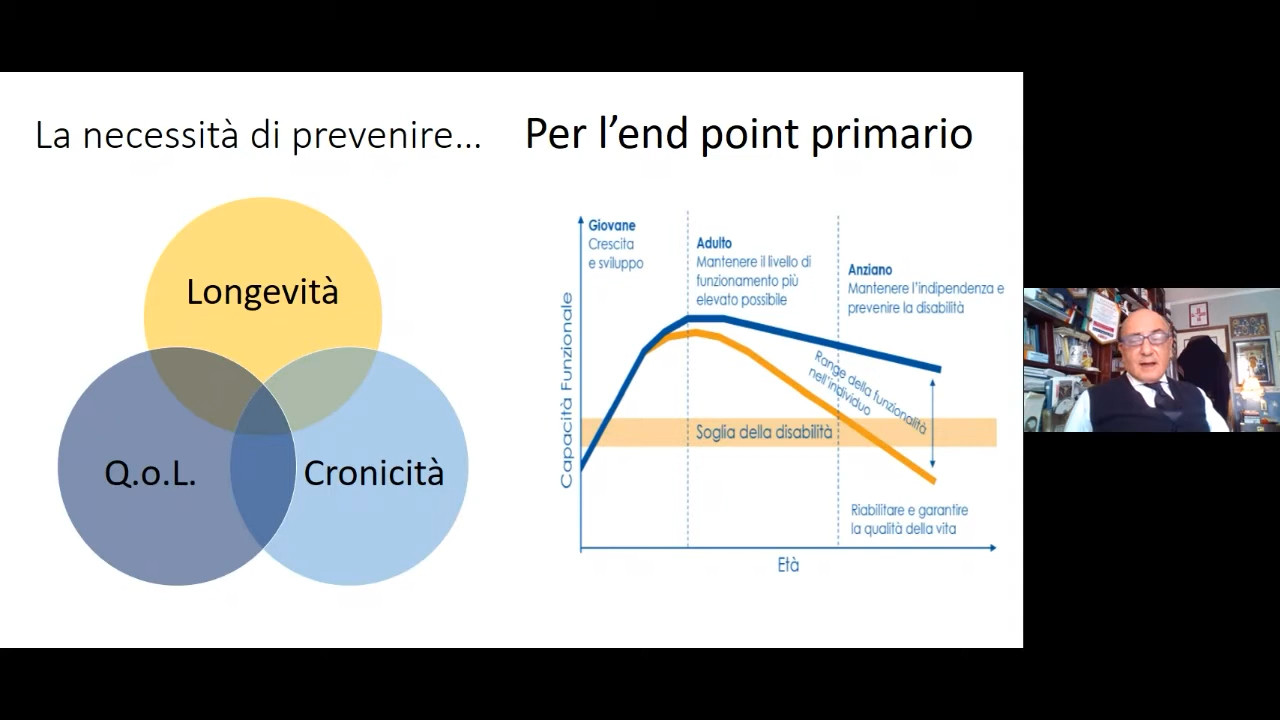 La necessità di prevenire...
Per l’end point primario
Longevità
Q.o.L.
Cronicità
Capacità Funzionale
Giovane
Crescita
e sviluppo
Adulto
Mantenere il livello di
funzionamento più
elevato possibile
Anziano
Mantenere l’indipendenza e
prevenire la disabilità
Range della funzionalità
nell’individuo
Soglia della disabilità
Riabilitare e garantire
la qualità della vita
Età